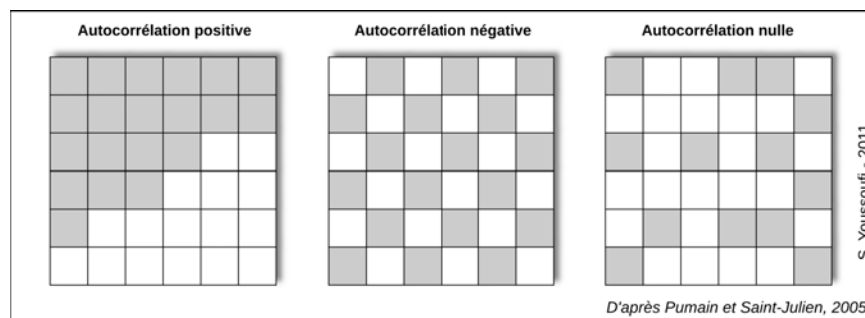 Autocorrélation positive
Autocorrélation négative
Autocorrélation nulle
S. Youssoufi - 2011
D'après Pumain et Saint-Julien, 2005